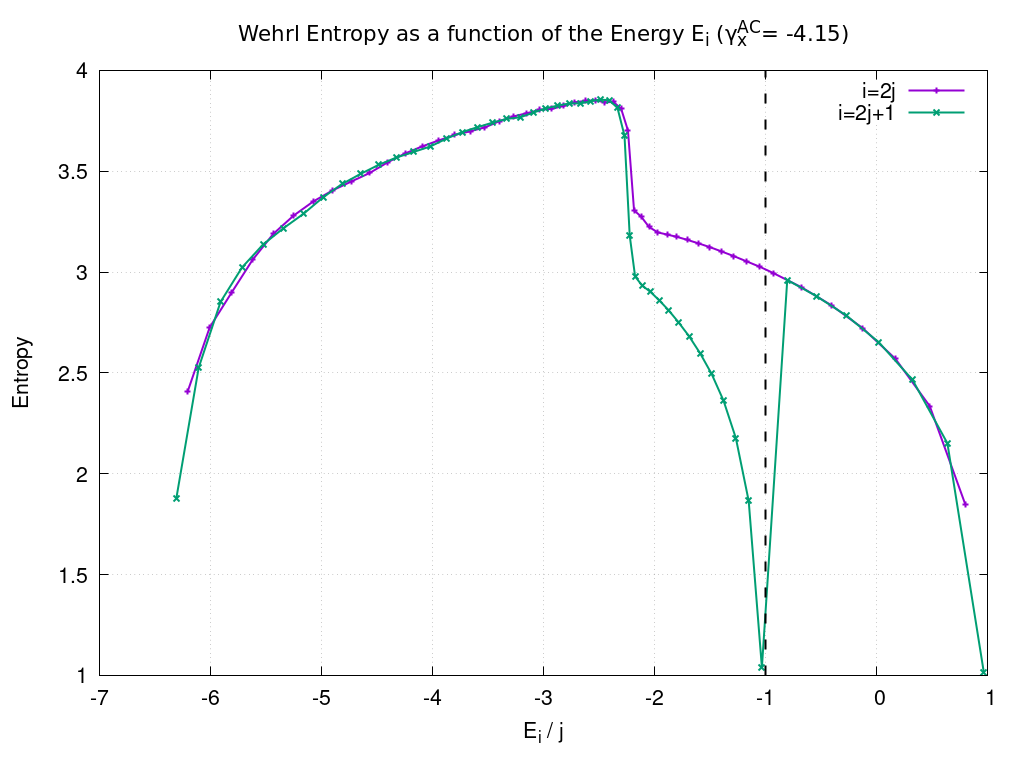 Wehrl Entropy as a function of the Energy Eᵢ (γₓᴬᶜ= -4.15)
4
i=2j
i=2j+1
3.5
3
2.5
2
1.5
1
Entropy
-7 -6 -5 -4 -3 -2 -1 0 1
Eᵢ / j